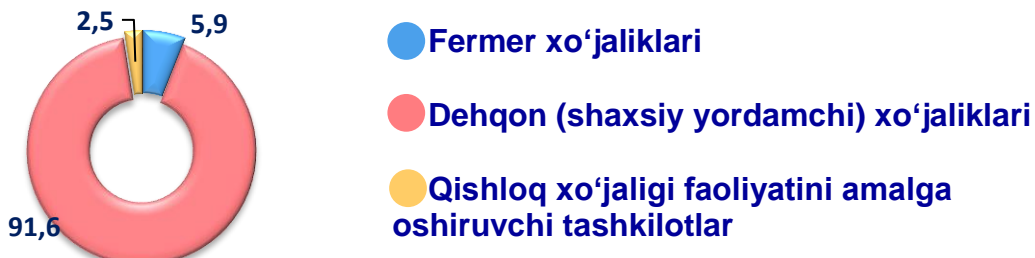 2,5
5,9
91,6
Fermer xo‘jaliklari
Dehqon (shaxsiy yordamchi) xo‘jaliklari
Qishloq xo‘jaligi faoliyatini amalga
oshiruvchi tashkilotlar